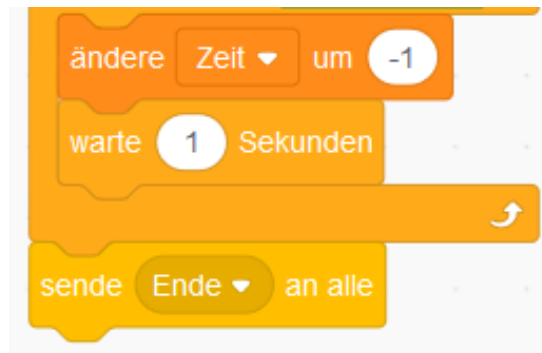 ändere Zeit um -1
warte 1 Sekunden
sende Ende an alle